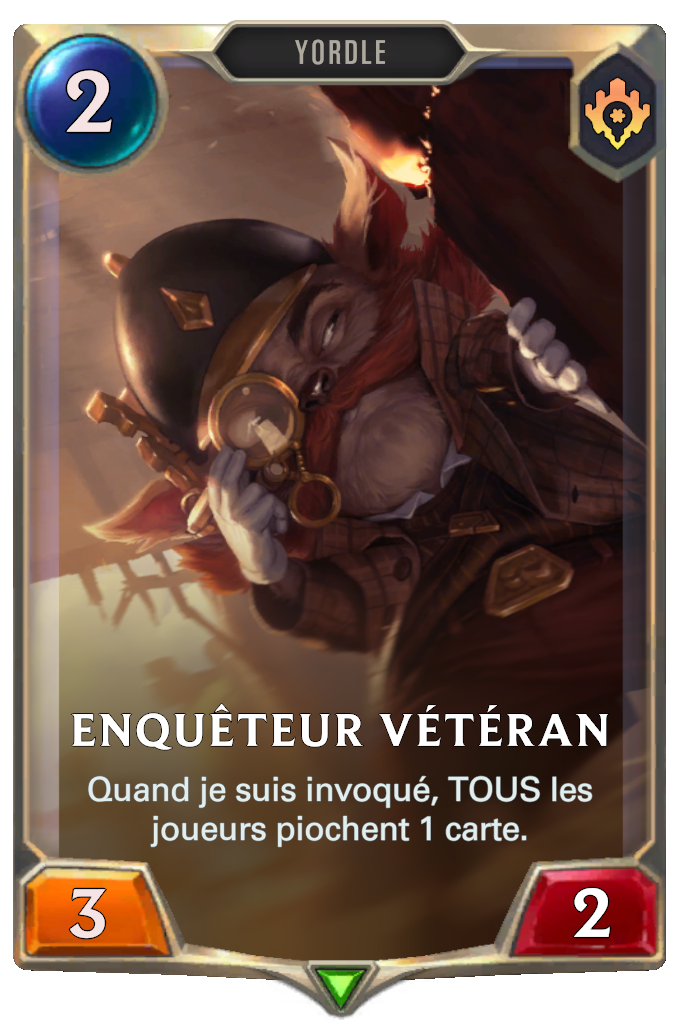 YORDLE
2
ENQUÊTEUR VÉTÉRAN
Quand je suis invoqué, TOUS les
joueurs piochent 1 carte.
3
2